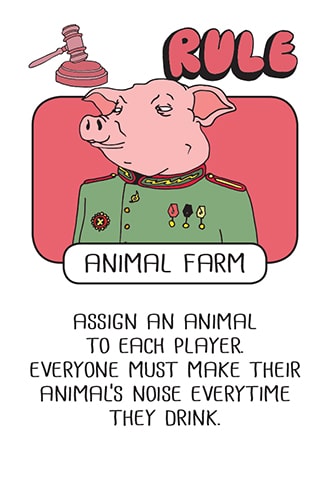 RULE
ANIMAL FARM
ASSIGN AN ANIMAL
TO EACH PLAYER.
EVERYONE MUST MAKE THEIR
ANIMAL'S NOISE EVERYTIME
THEY DRINK.